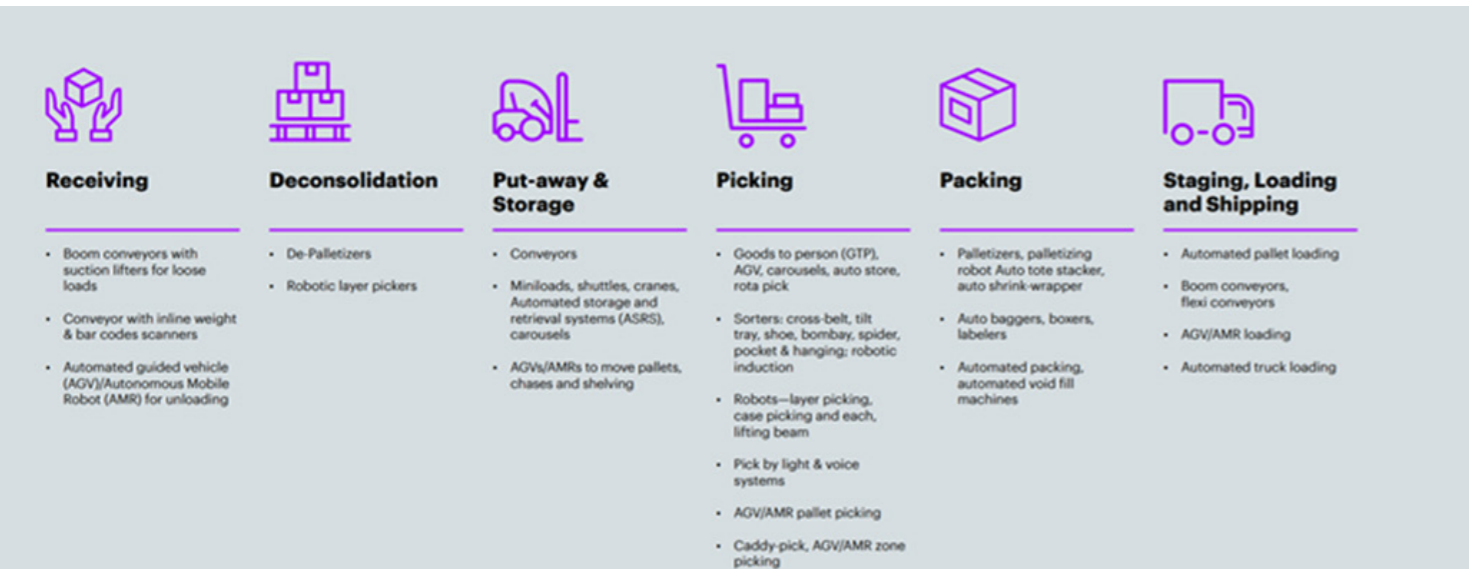 Receiving
• Boom conveyors with
suction lifters for loose
loads
• Conveyor with inline weight
& bar codes scanners
• Automated guided vehicle
(AGV)/Autonomous Mobile
Robot (AMR) for unloading
Deconsolidation
• De-Palletizers
• Robotic layer pickers
Put-away &
Storage
• Conveyors
• Miniloads, shuttles, cranes,
Automated storage and
retrieval systems (ASRS),
carousels
• AGVs/AMRs to move pallets,
chases and shelving
Picking
• Goods to person (GTP),
AGV, carousels, auto store,
rota pick
• Sorters: cross-belt, tilt
tray, shoe, bombay, spider,
pocket & hanging; robotic
induction
• Robots—layer picking,
case picking and each,
lifting beam
• Pick by light & voice
systems
• AGV/AMR pallet picking
• Caddy-pick, AGV/AMR zone
picking
Packing
• Palletizers, palletizing
robot Auto tote stacker,
auto shrink-wrapper
• Auto baggers, boxers,
labelers
• Automated packing,
automated void fill
machines
Staging, Loading
and Shipping
• Automated pallet loading
• Boom conveyors,
flexi conveyors
• AGV/AMR loading
• Automated truck loading